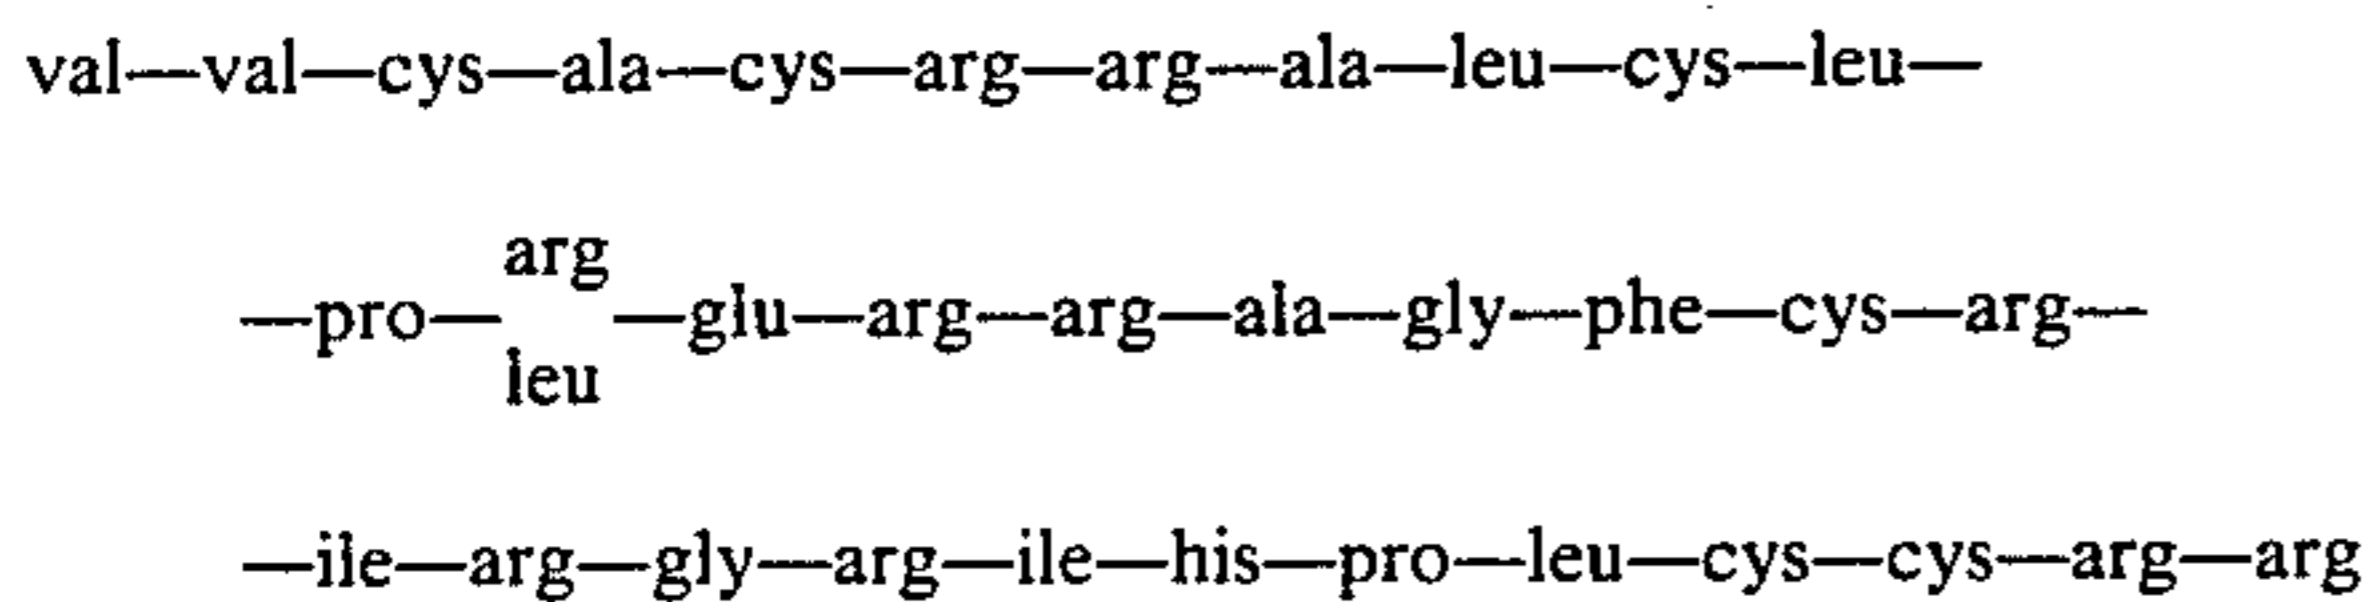 val—val—cys—ala—cys—arg—arg—ala—leu—cys—leu—
arg
—pro— —glu—arg—arg—ala—gly—phe—cys—arg—
leu
—ile—arg—gly—arg—ile—his—pro—leu—cys—cys—arg—arg